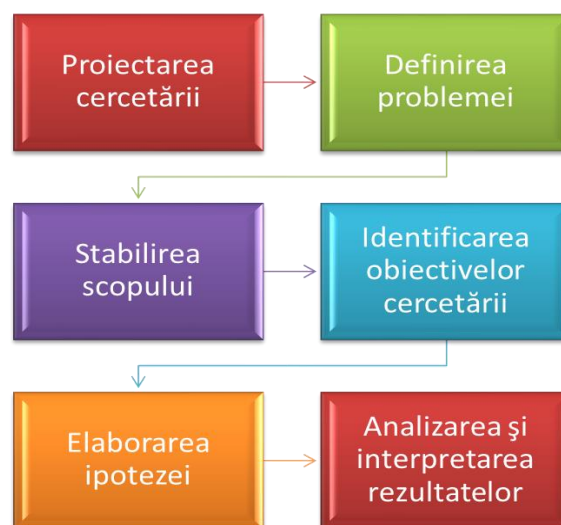 Proiectarea
cercetării
Definirea
problemei
Stabilirea
scopului
Identificarea
obiectivelor
cercetării
Elaborarea
ipotezei
Analizarea şi
interpretarea
rezultatelor